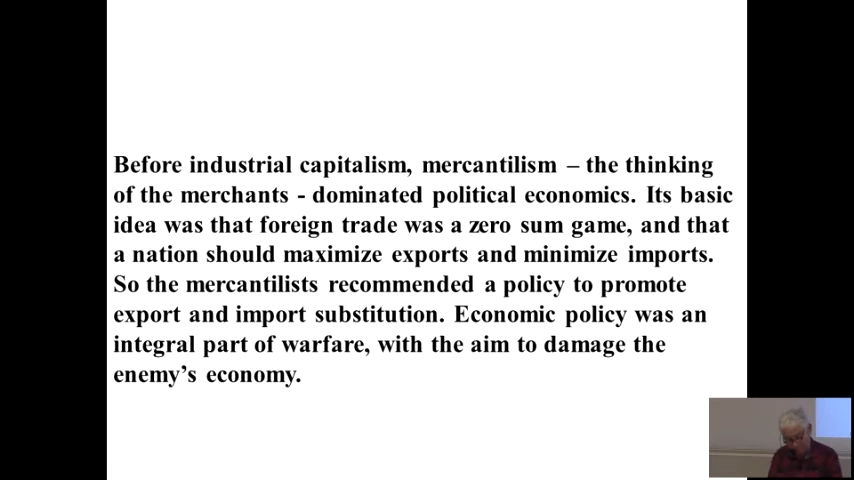 Before industrial capitalism, mercantilism – the thinking
of the merchants - dominated political economics. Its basic
idea was that foreign trade was a zero sum game, and that
a nation should maximize exports and minimize imports.
So the mercantilists recommended a policy to promote
export and import substitution. Economic policy was an
integral part of warfare, with the aim to damage the
enemy’s economy.